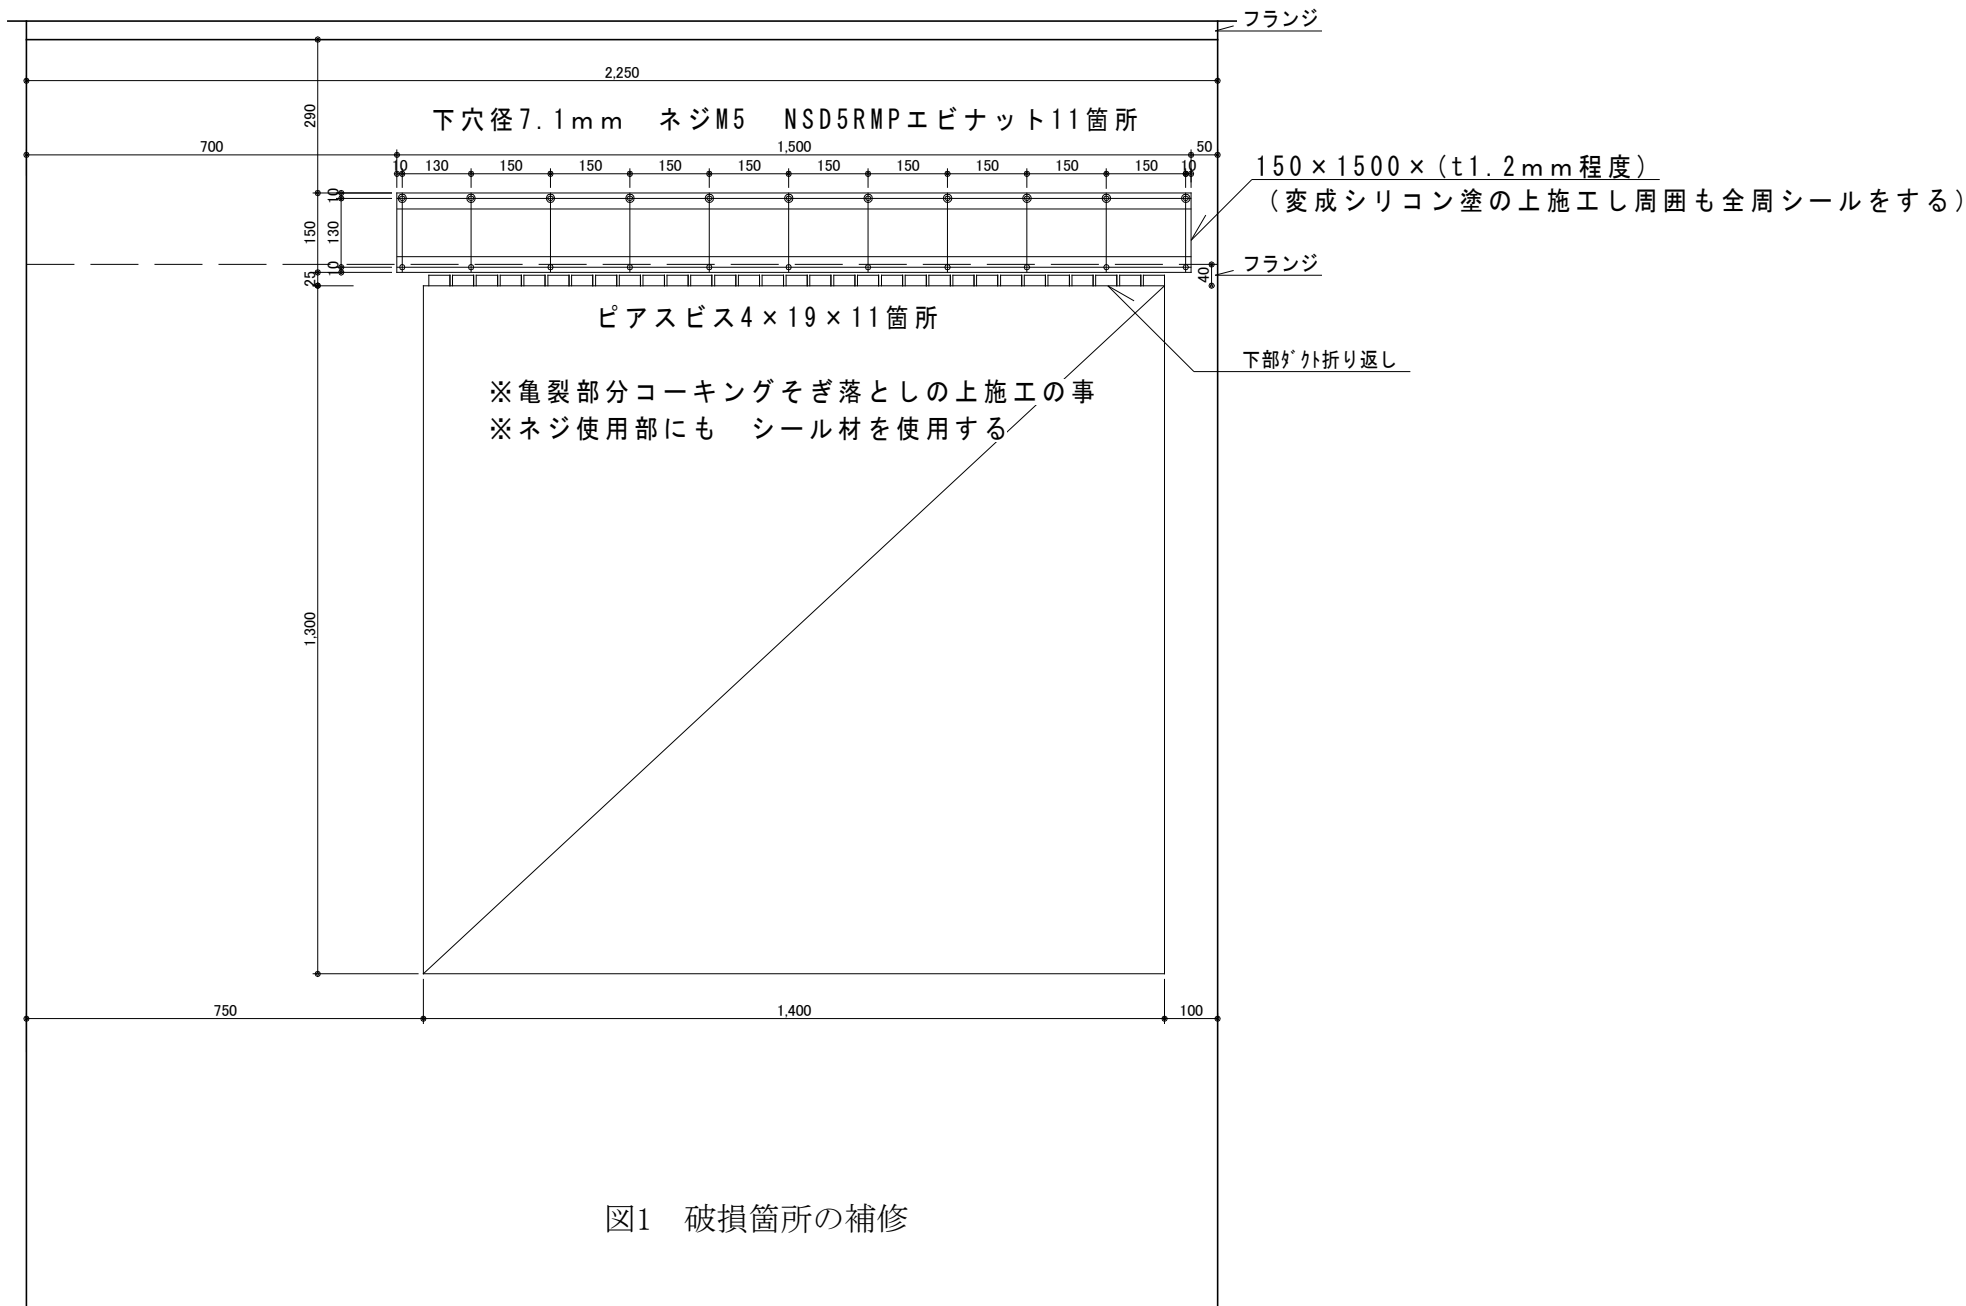 フランジ
2,250
290
下穴径7.1mm　ネジM5　NSD5RMPエビナット11箇所
700
1,500
50
10
130
150
150
150
150
150
150
150
150
150
10
150×1500×(t1.2mm程度)
(変成シリコン塗の上施工し周囲も全周シールをする)
10
150
130
10
25
フランジ
40
ピアスビス4×19×11箇所
下部ダクト折り返し
※亀裂部分コーキングそぎ落としの上施工の事
※ネジ使用部にも　シール材を使用する
1,300
750
1,400
100
図1　破損箇所の補修